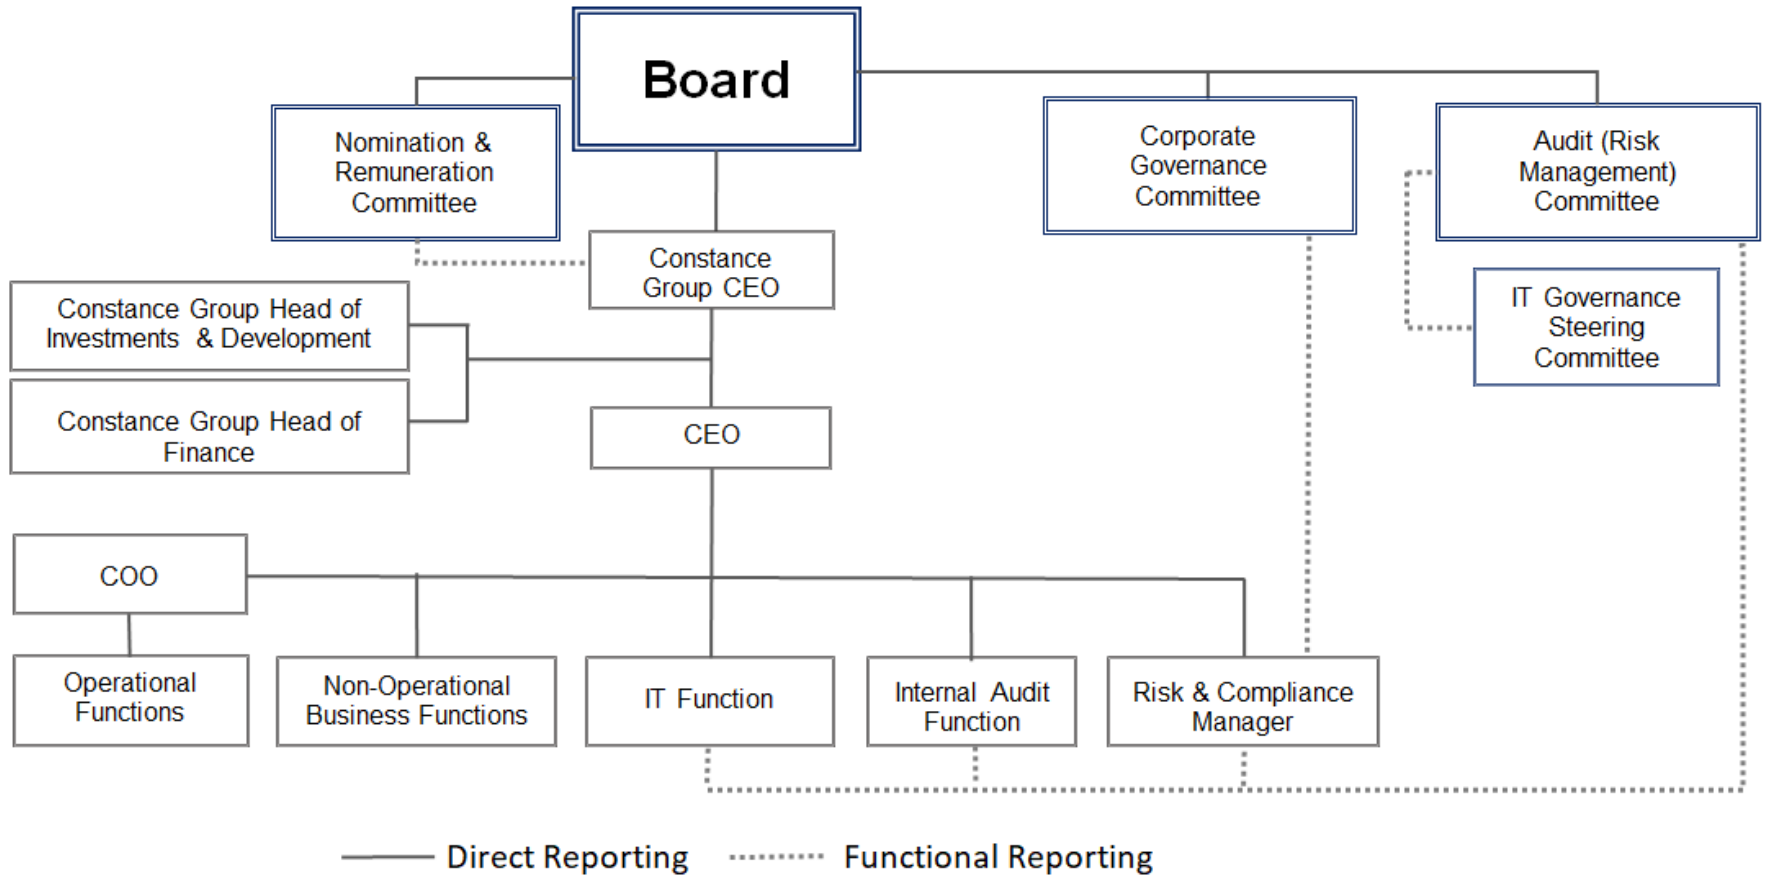 Board
Nomination &
Remuneration
Committee
Corporate
Governance
Committee
Audit (Risk
Management)
Committee
Constance
Group CEO
Constance Group Head of
Investments & Development
IT Governance
Steering
Committee
Constance Group Head of
Finance
CEO
COO
Operational
Functions
Non-Operational
Business Functions
IT Function
Internal Audit
Function
Risk & Compliance
Manager
Direct Reporting
Functional Reporting